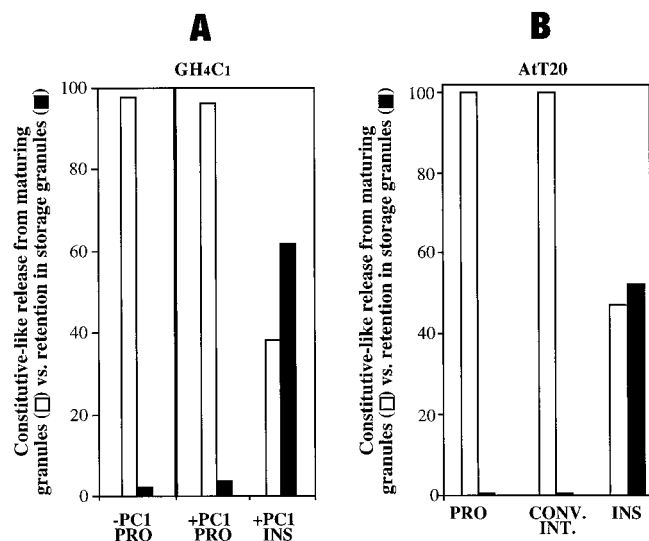 A
GH4C1
Constitutive-like release from maturing
granules (□) vs. retention in storage granules (■)
100
80
60
40
20
0
-PC1
PRO
+PC1
PRO
+PC1
INS
B
AtT20
Constitutive-like release from maturing
granules (□) vs. retention in storage granules (■)
100
80
60
40
20
0
PRO
CONV.
INT.
INS